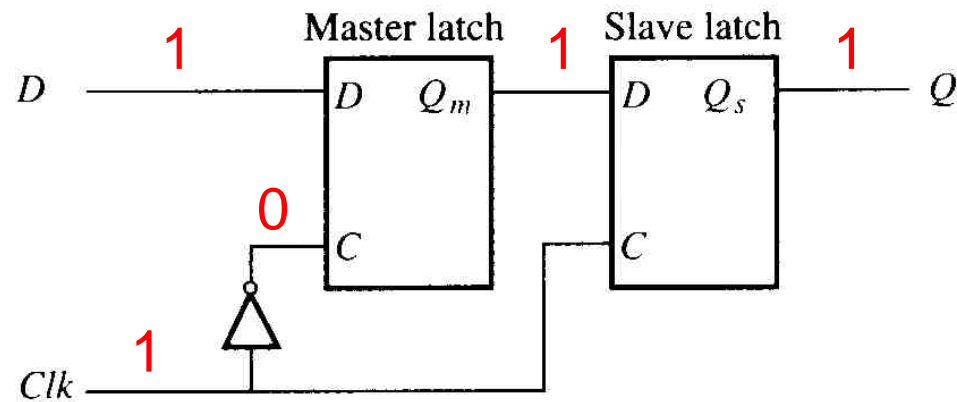 Master latch Slave latch
1 1 1
D D Qm D Qs Q
0
C C
1
Clk